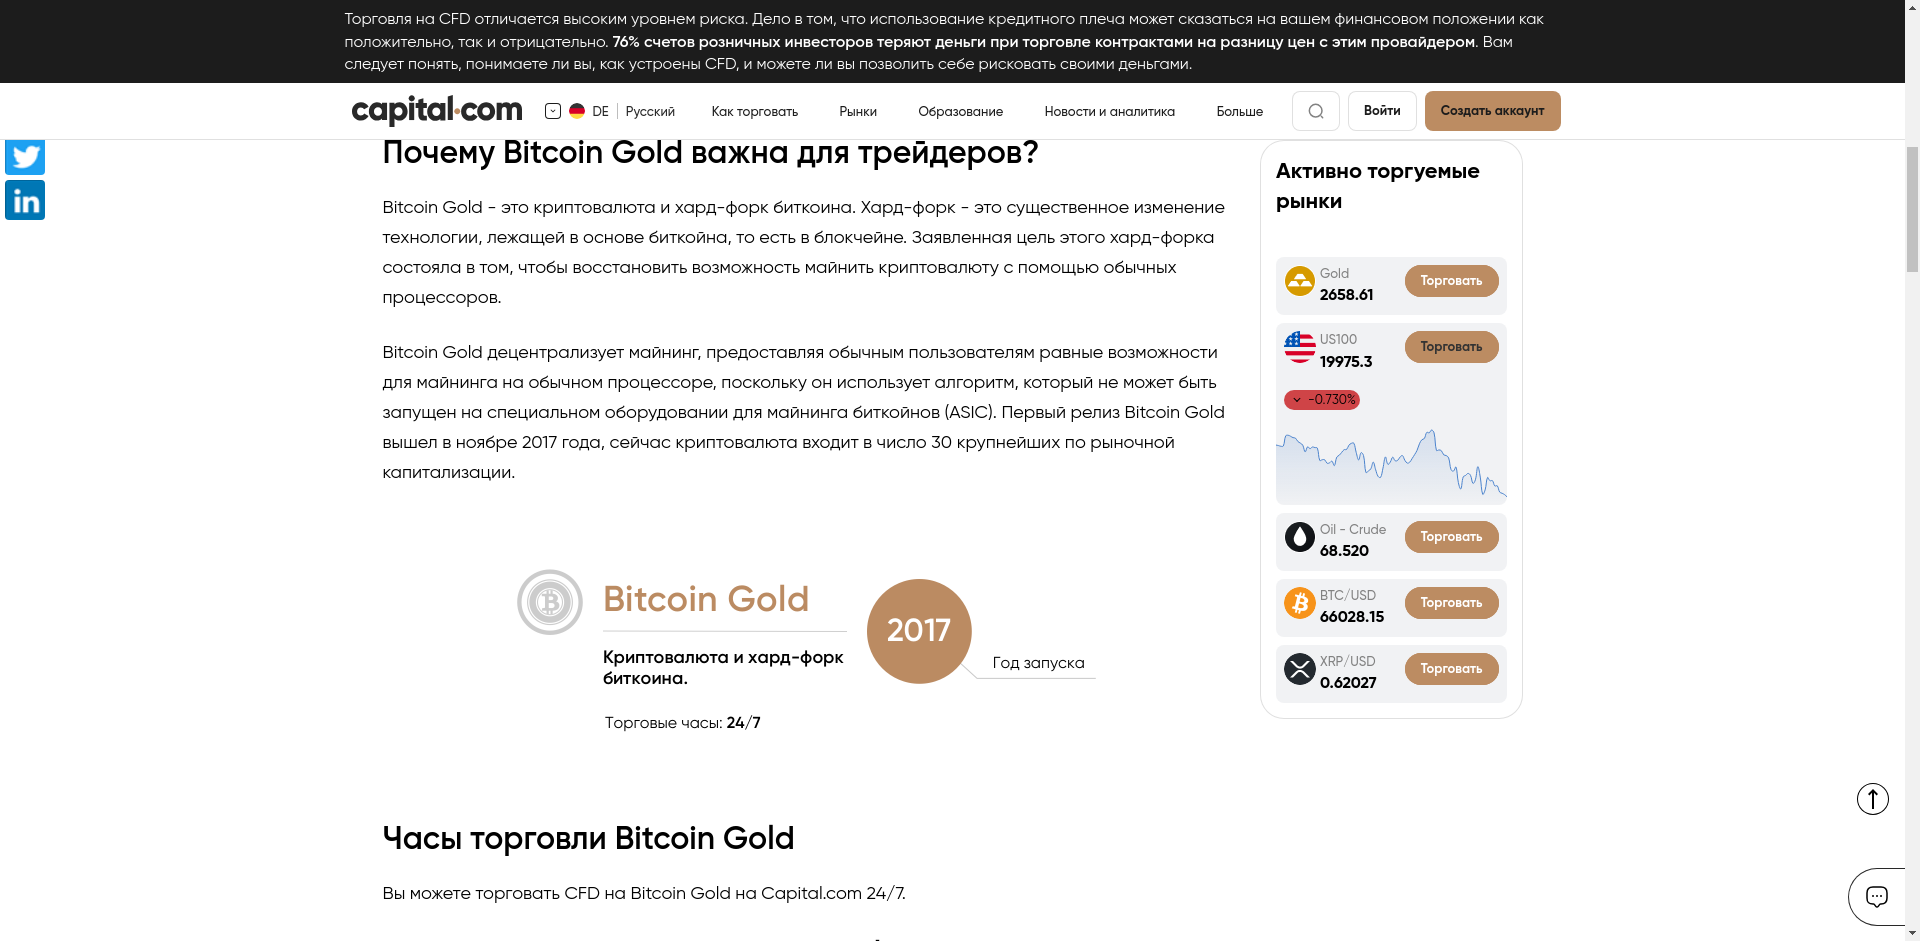 Торговля на CFD отличается высоким уровнем риска. Дело в том, что использование кредитного плеча может сказаться на вашем финансовом положении как
положительно, так и отрицательно. 76% счетов розничных инвесторов теряют деньги при торговле контрактами на разницу цен с этим провайдером. Вам
следует понять, понимаете ли вы, как устроены CFD, и можете ли вы позволить себе рисковать своими деньгами.
capital.com
DE
Русский
Как торговать
Рынки
Образование
Новости и аналитика
Больше
Войти
Создать аккаунт
Почему Bitcoin Gold важна для трейдеров?
Bitcoin Gold - это криптовалюта и хард-форк биткоина. Хард-форк - это существенное изменение
технологии, лежащей в основе биткойна, то есть в блокчейне. Заявленная цель этого хард-форка
состояла в том, чтобы восстановить возможность майнить криптовалюту с помощью обычных
процессоров.
Bitcoin Gold децентрализует майнинг, предоставляя обычным пользователям равные возможности
для майнинга на обычном процессоре, поскольку он использует алгоритм, который не может быть
запущен на специальном оборудовании для майнинга биткойнов (ASIC). Первый релиз Bitcoin Gold
вышел в ноябре 2017 года, сейчас криптовалюта входит в число 30 крупнейших по рыночной
капитализации.
Bitcoin Gold
Криптовалюта и хард-форк
биткоина.
Торговые часы: 24/7
2017
Год запуска
Часы торговли Bitcoin Gold
Вы можете торговать CFD на Bitcoin Gold на Capital.com 24/7.
Активно торгуемые
рынки
Gold
2658.61
Торговать
US100
19975.3
Торговать
-0.730%
Oil - Crude
68.520
Торговать
BTC/USD
66028.15
Торговать
XRP/USD
0.62027
Торговать